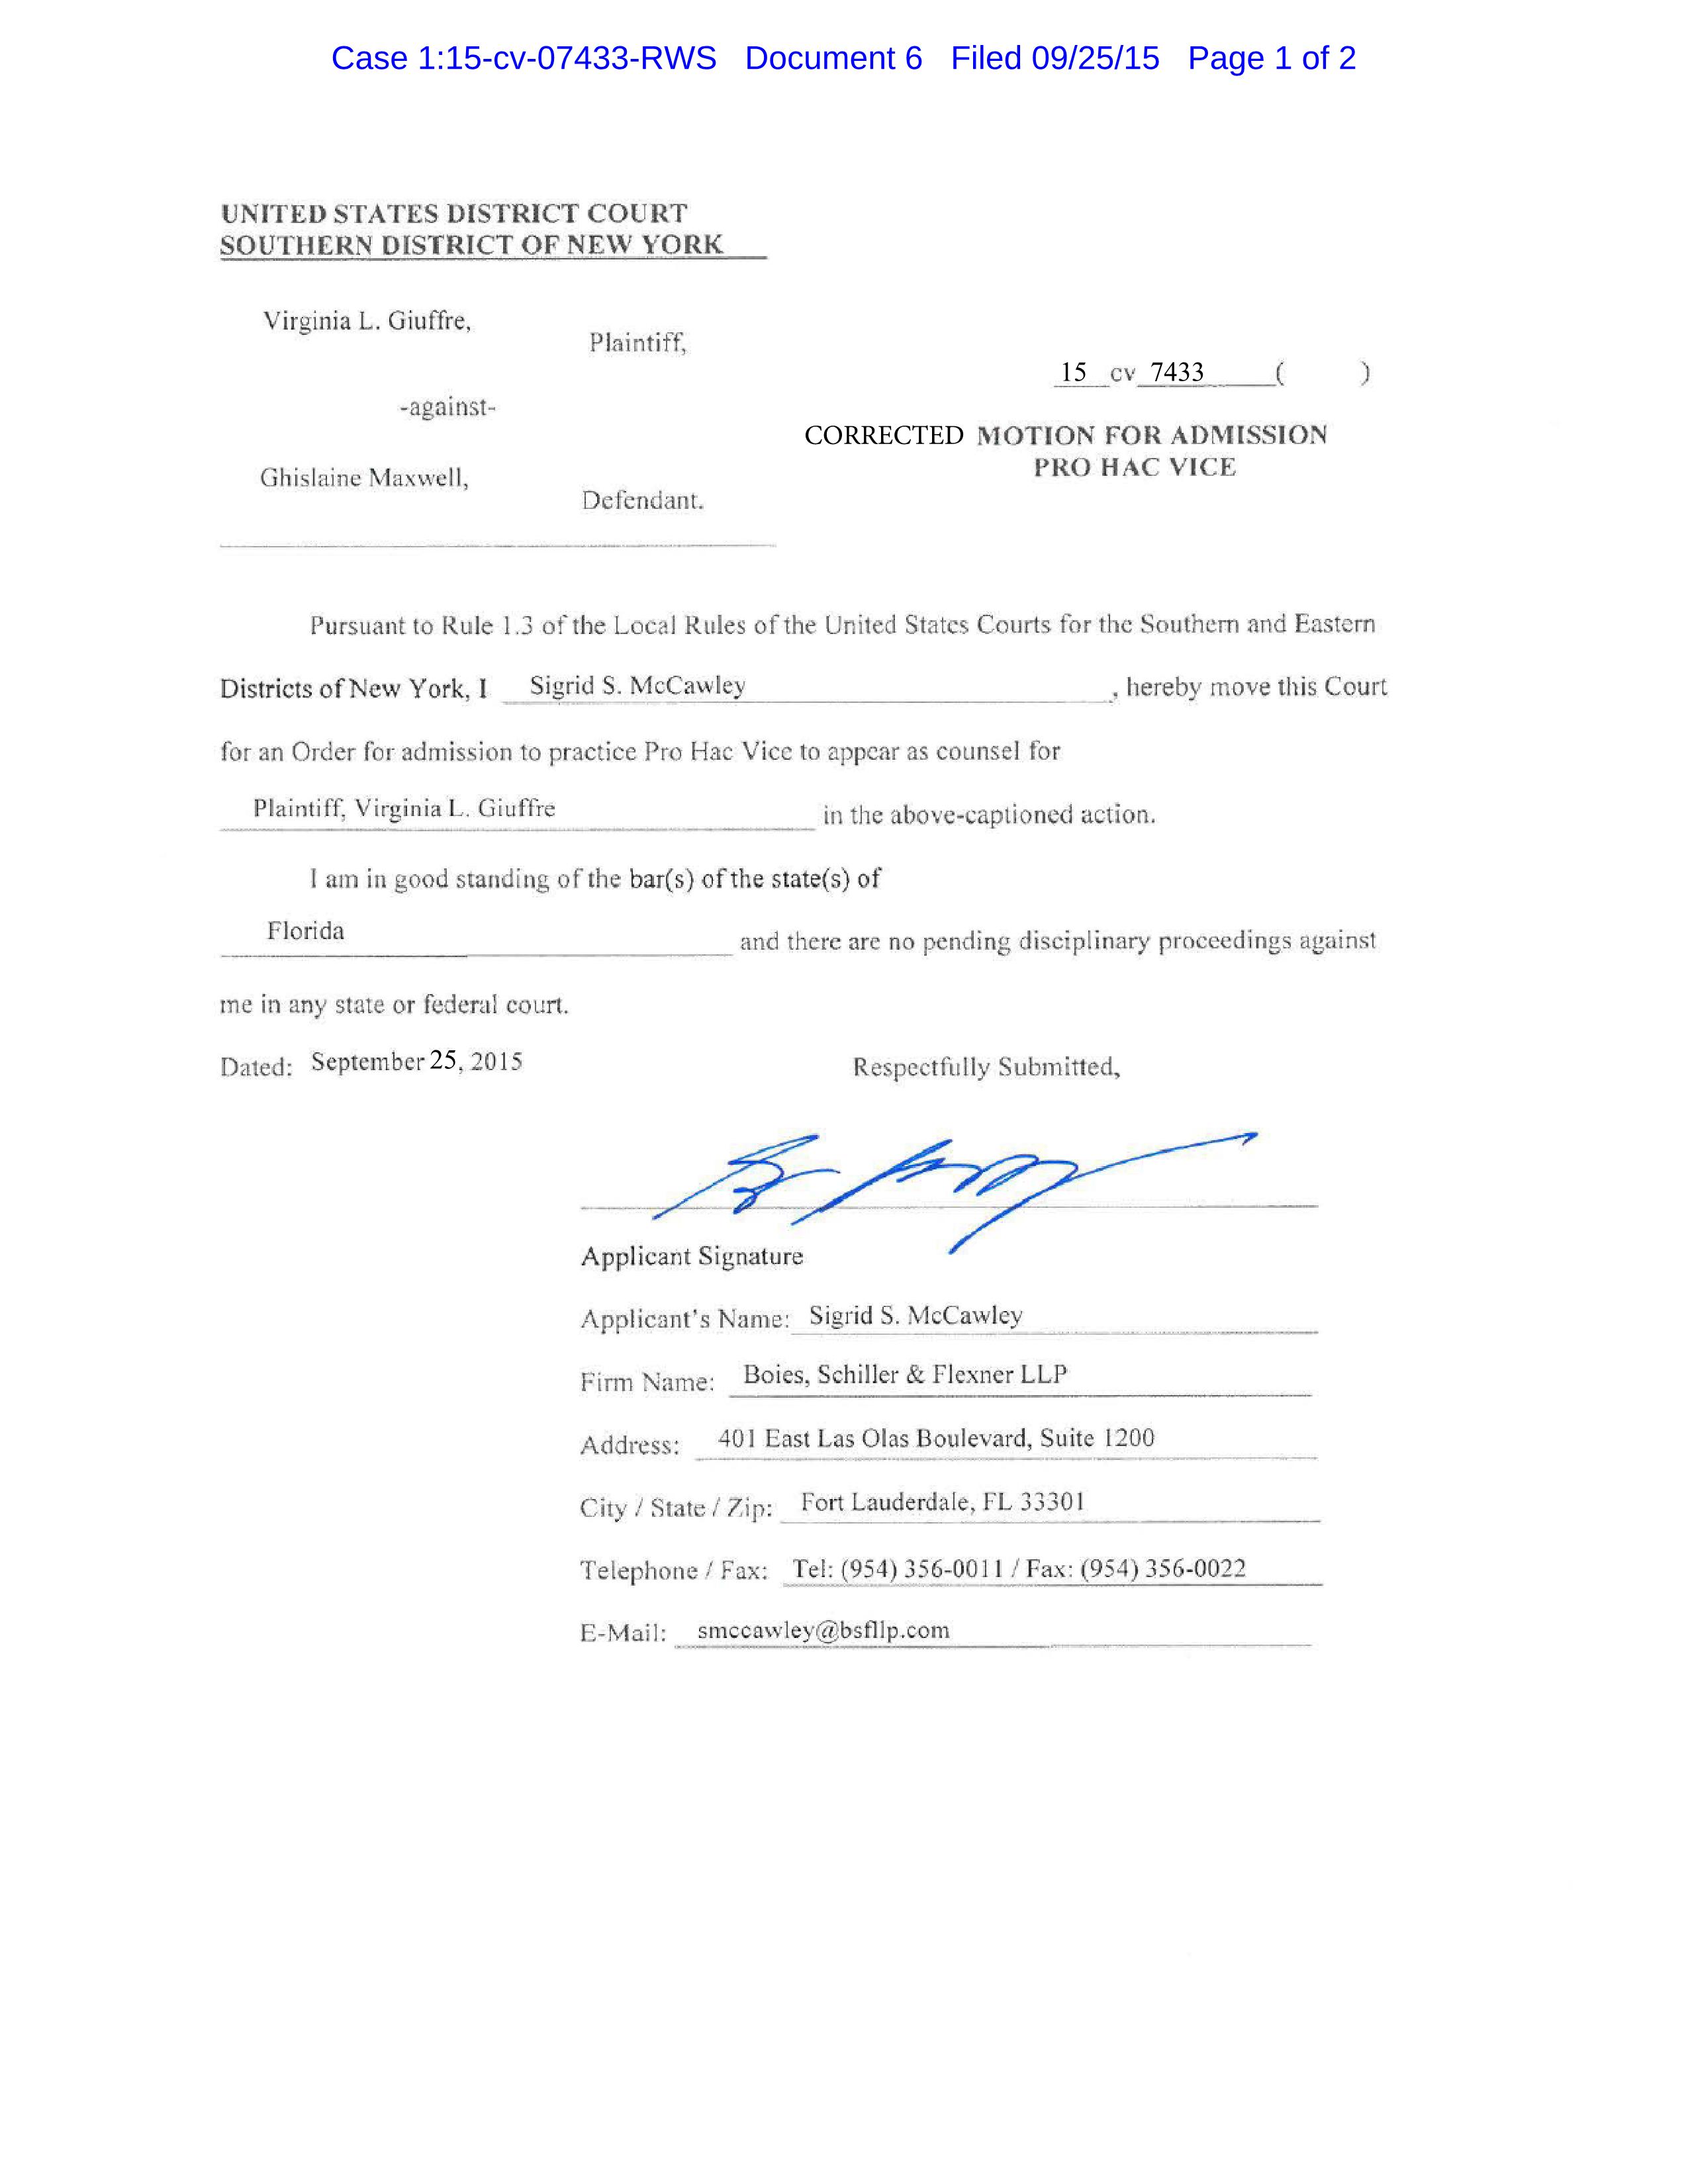 Case 1:15-cv-07433-RWS Document 6 Filed 09/25/15 Page 1 of 2
UNITED STATES DISTRICT COURT
SOUTHERN DISTRICT OF NEW YORK
Virginia L. Giuffre,
Plaintiff,
15 cv 7433 ( )
-against-
CORRECTED MOTION FOR ADMISSION
PRO HAC VICE
Ghislaine Maxwell,
Defendant.
Pursuant to Rule 1.3 of the Local Rules of the United States Courts for the Southern and Eastern
Districts of New York, I Sigrid S. McCawley , hereby move this Court
for an Order for admission to practice Pro Hac Vice to appear as counsel for
Plaintiff, Virginia L. Giuffre in the above-captioned action.
I am in good standing of the bar(s) of the state(s) of
Florida and there are no pending disciplinary proceedings against
me in any state or federal court.
Dated: September 25, 2015 Respectfully Submitted,
Applicant Signature
Applicant's Name: Sigrid S. McCawley
Firm Name: Boies, Schiller & Flexner LLP
Address: 401 East Las Olas Boulevard, Suite 1200
City / State / Zip: Fort Lauderdale, FL 33301
Telephone / Fax: Tel: (954) 356-0011 / Fax: (954) 356-0022
E-Mail: smccawley@bsfllp.com